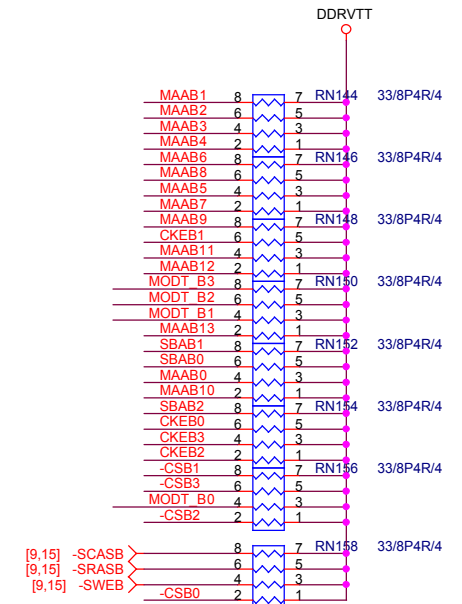 DDRVTT
MAAB1 8 7 RN144 33/8P4R/4
MAAB2 6 5
MAAB3 4 3
MAAB4 2 1
MAAB6 8 7 RN146 33/8P4R/4
MAAB8 6 5
MAAB5 4 3
MAAB7 2 1
MAAB9 8 7 RN148 33/8P4R/4
CKEB1 6 5
MAAB11 4 3
MAAB12 2 1
MODT_B3 8 7 RN150 33/8P4R/4
MODT_B2 6 5
MODT_B1 4 3
MAAB13 2 1
SBAB1 8 7 RN152 33/8P4R/4
SBAB0 6 5
MAAB0 4 3
MAAB10 2 1
SBAB2 8 7 RN154 33/8P4R/4
CKEB0 6 5
CKEB3 4 3
CKEB2 2 1
-CSB1 8 7 RN156 33/8P4R/4
-CSB3 6 5
MODT_B0 4 3
-CSB2 2 1
[9,15] -SCASB 8 7 RN158 33/8P4R/4
[9,15] -SRASB 6 5
[9,15] -SWEB 4 3
-CSB0 2 1